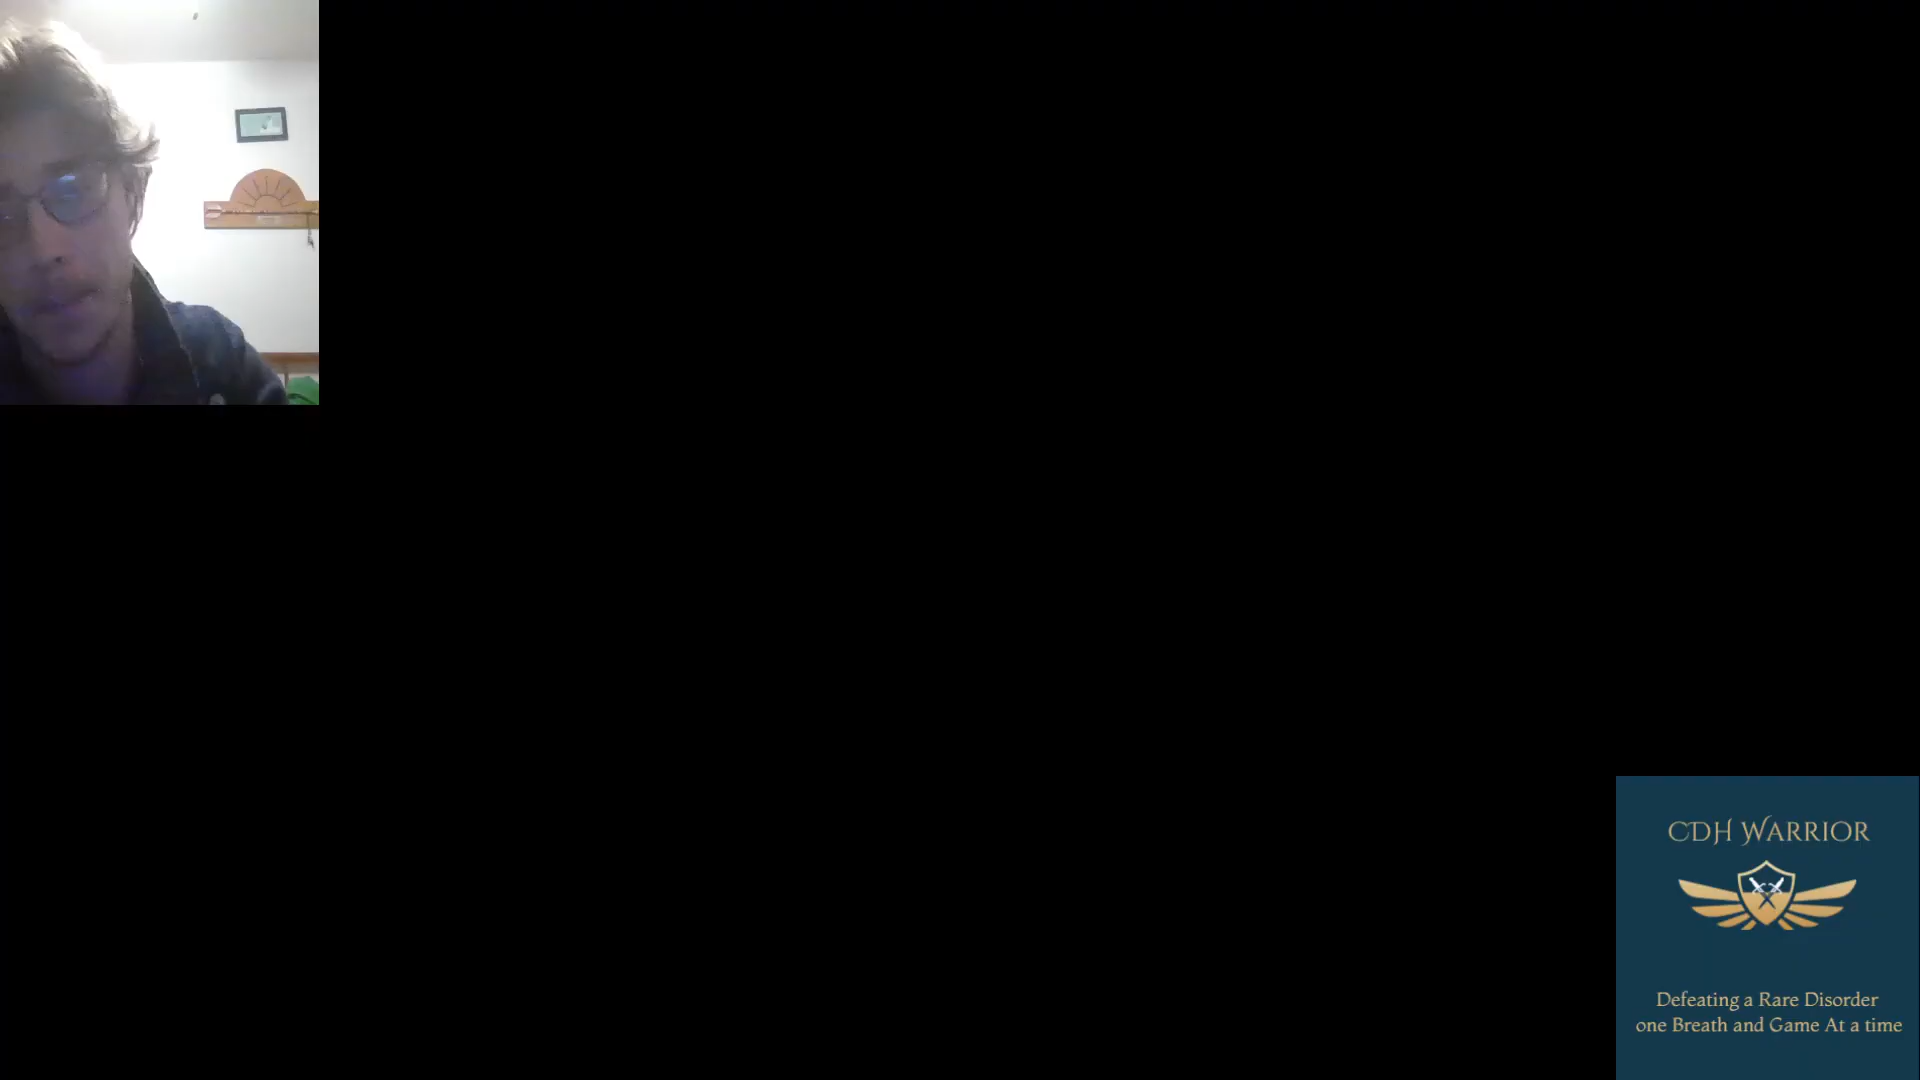 CDH WARRIOR
Defeating a Rare Disorder
one Breath and Game At a time